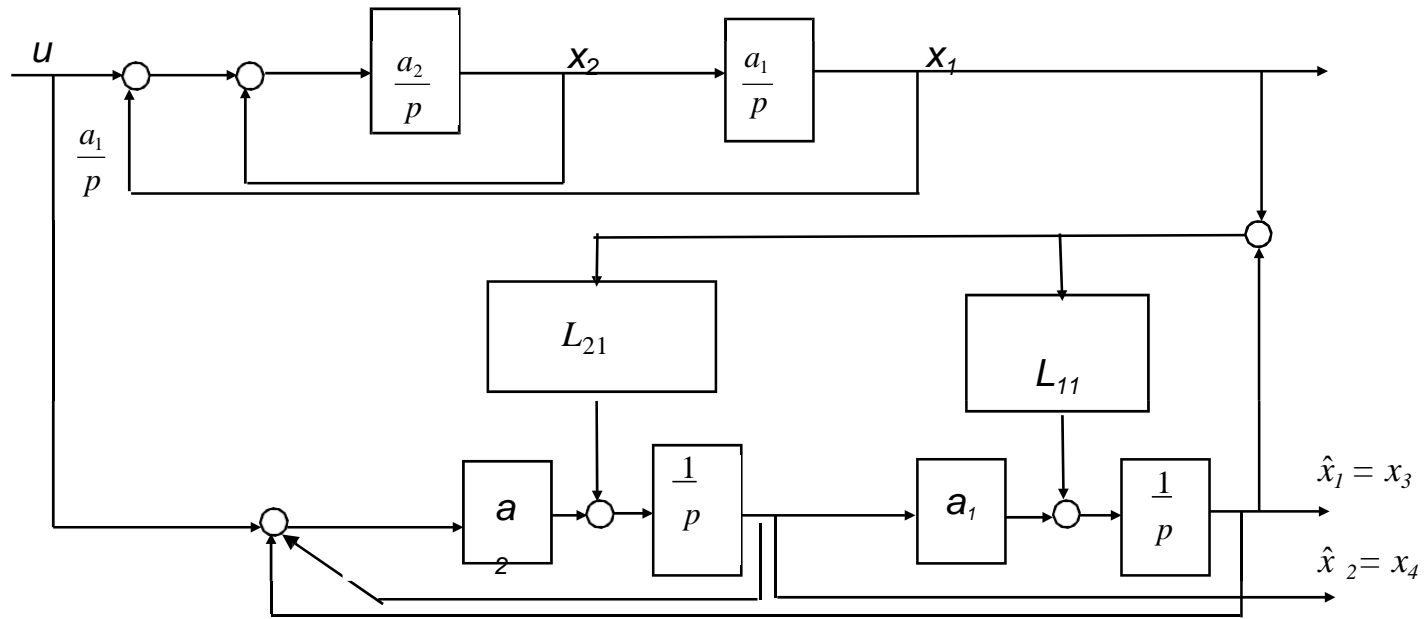 u
a₂/p
x₂
a₁/p
x₁
a₁/p
L₂₁
L₁₁
a
2
1/p
a₁
1/p
x̂₁ = x₃
x̂ ₂ = x₄